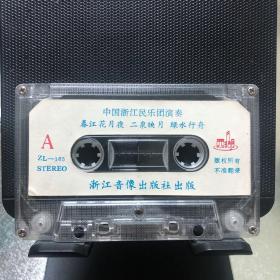 中国浙江民乐团演奏
春江花月夜 二泉映月 绿水行舟
A
ZL—165
STEREO
版权所有
不准翻录
浙江音像出版社出版